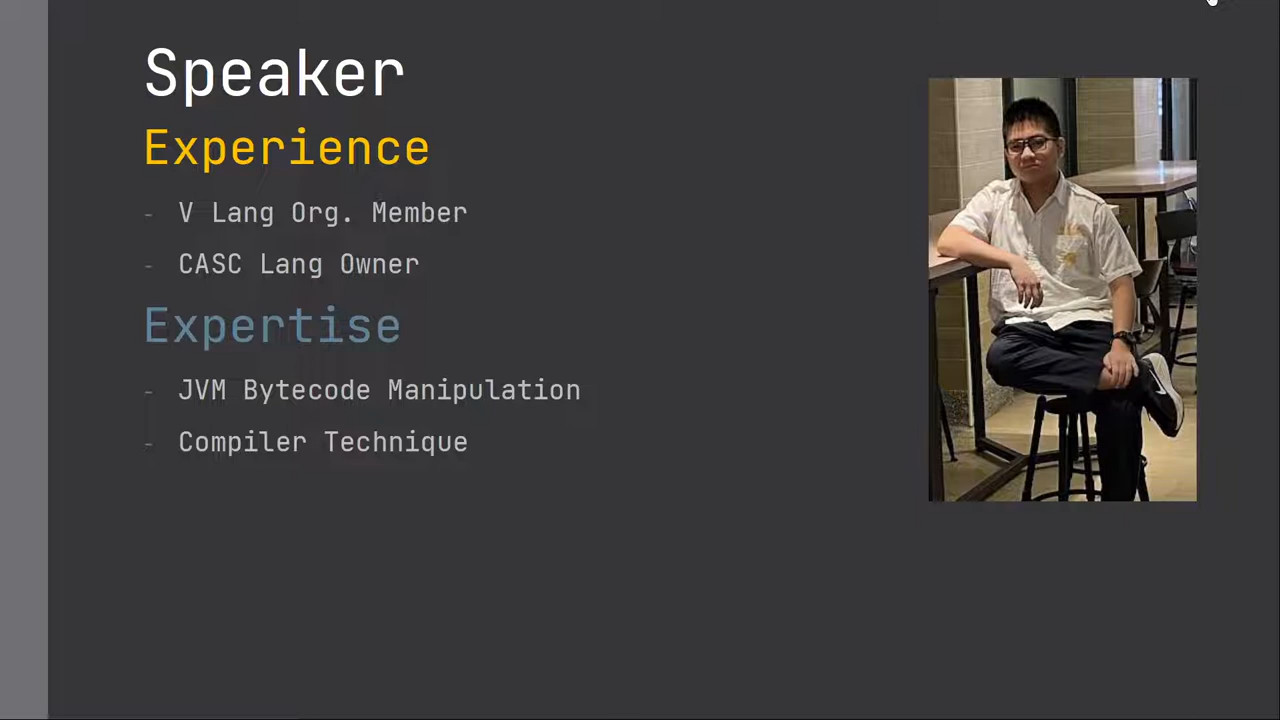 Speaker
Experience
- V Lang Org. Member
- CASC Lang Owner
Expertise
- JVM Bytecode Manipulation
- Compiler Technique